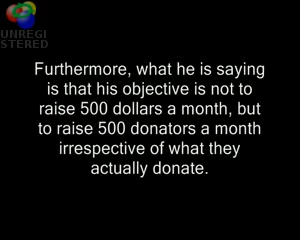 UNREGI
STERED
Furthermore, what he is saying
is that his objective is not to
raise 500 dollars a month, but
to raise 500 donators a month
irrespective of what they
actually donate.